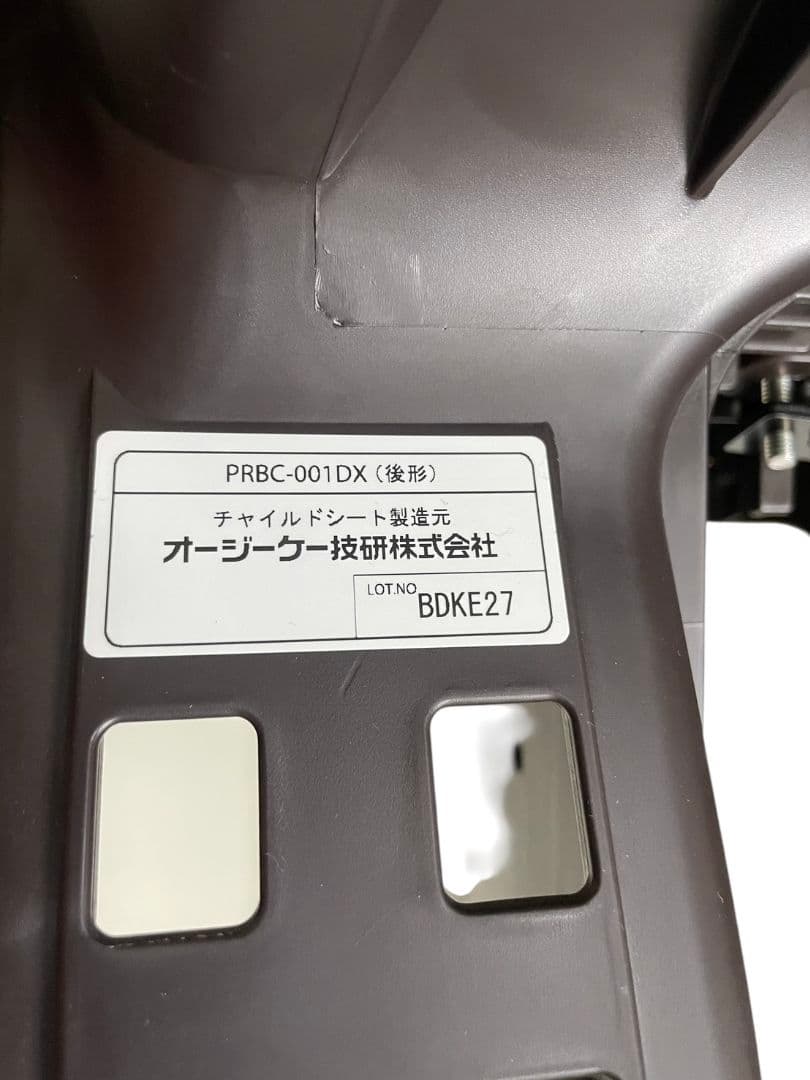 PRBC-001DX（後形）
チャイルドシート製造元
オージーケー技研株式会社
LOT.NO BDKE27